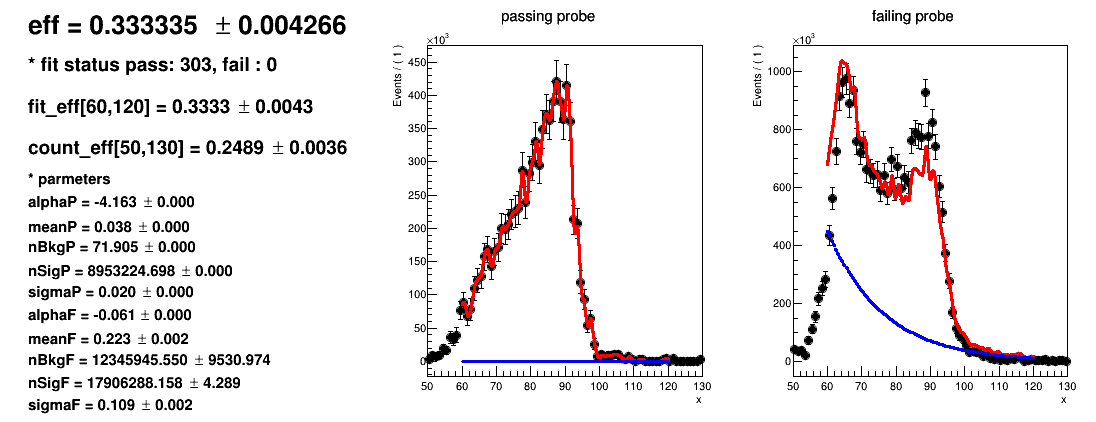 eff = 0.333335 ± 0.004266
* fit status pass: 303, fail : 0
fit_eff[60,120] = 0.3333 ± 0.0043
count_eff[50,130] = 0.2489 ± 0.0036
* parmeters
alphaP = -4.163 ± 0.000
meanP = 0.038 ± 0.000
nBkgP = 71.905 ± 0.000
nSigP = 8953224.698 ± 0.000
sigmaP = 0.020 ± 0.000
alphaF = -0.061 ± 0.000
meanF = 0.223 ± 0.002
nBkgF = 12345945.550 ± 9530.974
nSigF = 17906288.158 ± 4.289
sigmaF = 0.109 ± 0.002
passing probe
×10³
Events / ( 1 )
450
400
350
300
250
200
150
100
50
0
50 60 70 80 90 100 110 120 130
x
failing probe
×10³
Events / ( 1 )
1000
800
600
400
200
0
50 60 70 80 90 100 110 120 130
x